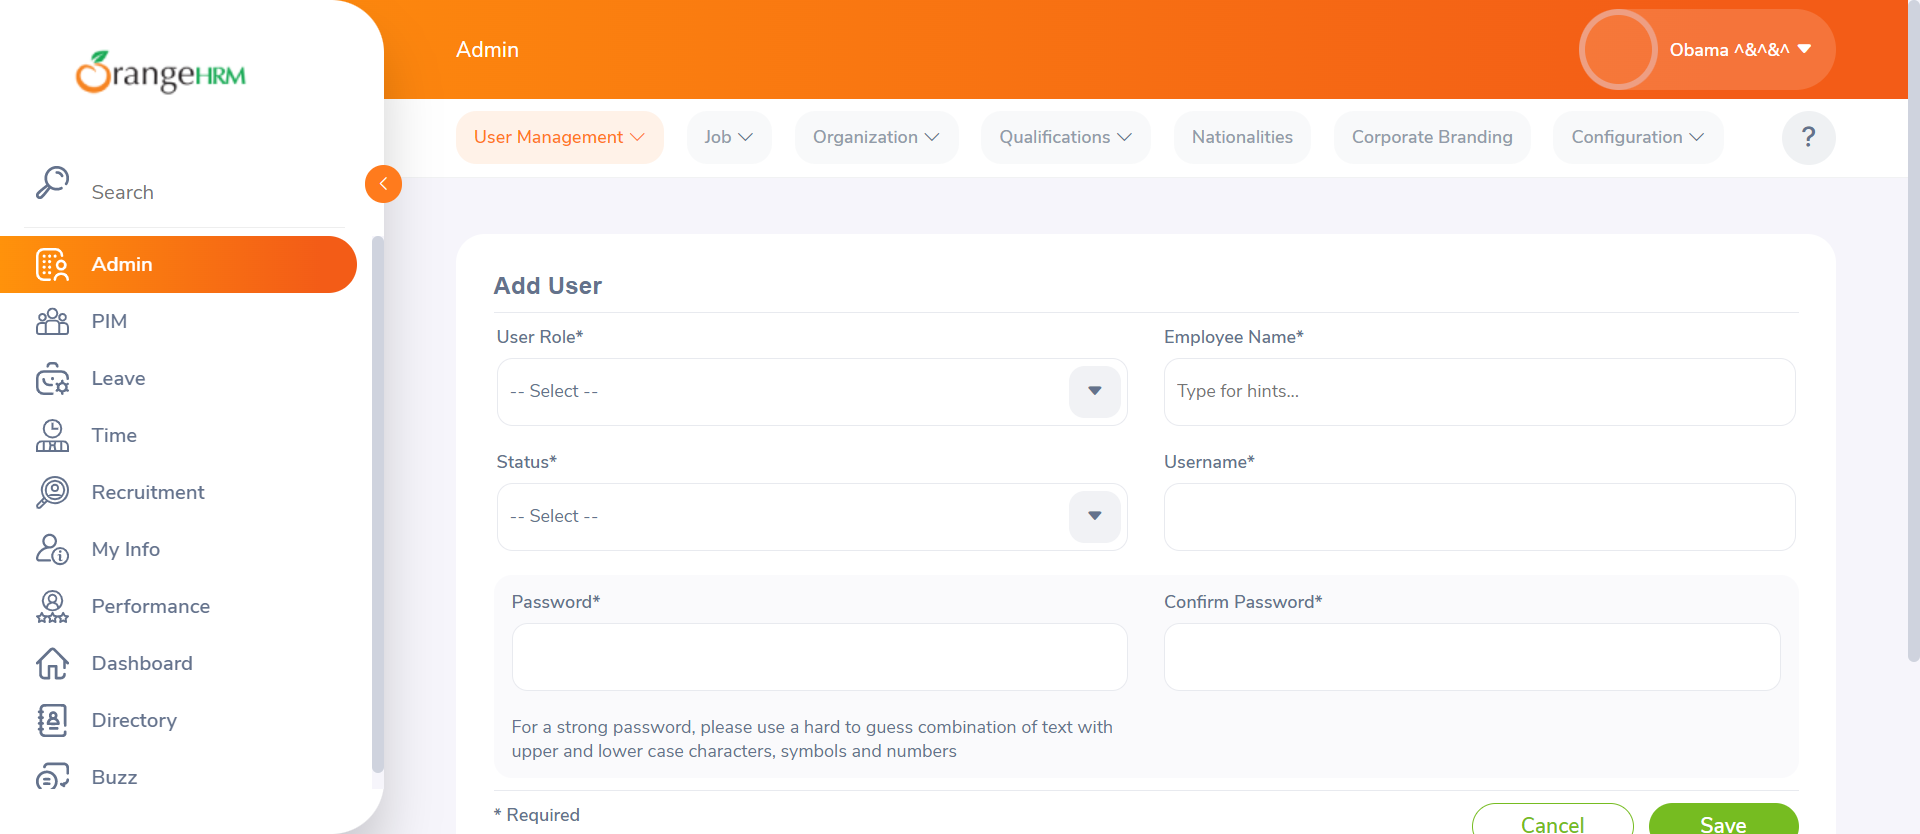 OrangeHRM
Admin
Obama ^&^&^
User Management
Job
Organization
Qualifications
Nationalities
Corporate Branding
Configuration
?
Search
Admin
PIM
Leave
Time
Recruitment
My Info
Performance
Dashboard
Directory
Buzz
Add User
User Role*
-- Select --
Employee Name*
Type for hints...
Status*
-- Select --
Username*
Password*
Confirm Password*
For a strong password, please use a hard to guess combination of text with
upper and lower case characters, symbols and numbers
* Required
Cancel
Save